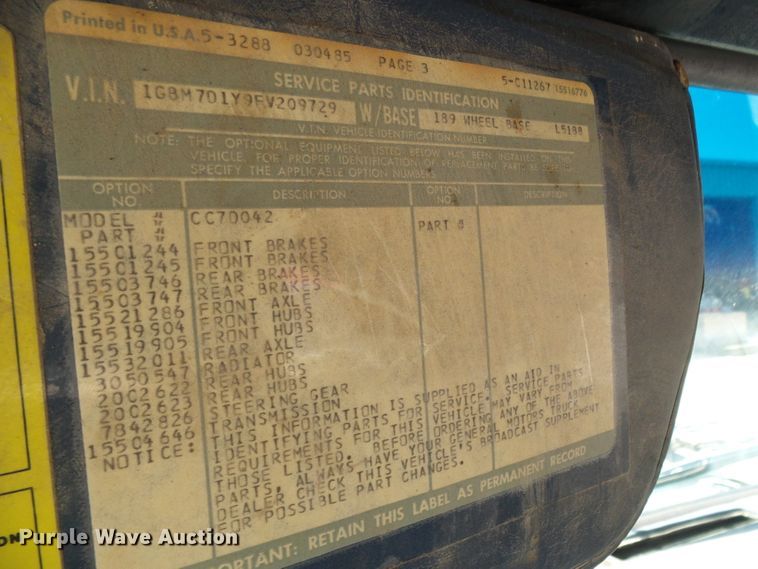 Printed in U.S.A. 5-3288 030485 PAGE 3 5-C11267 15516776
SERVICE PARTS IDENTIFICATION
V.I.N. 1GBM7D1Y9FV209729 W/BASE 189 WHEEL BASE L5188
V.I.N. VEHICLE IDENTIFICATION NUMBER
NOTE: THE OPTIONAL EQUIPMENT LISTED BELOW HAS BEEN INSTALLED ON THIS
VEHICLE. FOR PROPER IDENTIFICATION OF REPLACEMENT PARTS BE SURE TO
SPECIFY THE APPLICABLE OPTION NUMBERS
OPTION NO. DESCRIPTION OPTION NO. DESCRIPTION
MODEL # CC70042
PART # PART #
15501244 FRONT BRAKES
15501245 FRONT BRAKES
15503746 REAR BRAKES
15503747 REAR BRAKES
15521286 FRONT AXLE
15519904 FRONT HUBS
15519905 FRONT HUBS
15532011 REAR AXLE
3050547 RADIATOR
2002622 REAR HUBS
2002623 REAR HUBS
7842826 STEERING GEAR
15504646 TRANSMISSION
NOTICE: THIS INFORMATION IS SUPPLIED AS AN AID IN
IDENTIFYING PARTS FOR SERVICE. SERVICE PARTS
REQUIREMENTS FOR THIS VEHICLE MAY VARY FROM
THOSE LISTED. BEFORE ORDERING ANY OF THE ABOVE
PARTS, ALWAYS HAVE YOUR GENERAL MOTORS TRUCK
DEALER CHECK THIS VEHICLE'S BROADCAST SUPPLEMENT
FOR POSSIBLE PART CHANGES.
PORTANT: RETAIN THIS LABEL AS PERMANENT RECORD
ON
Purple Wave Auction